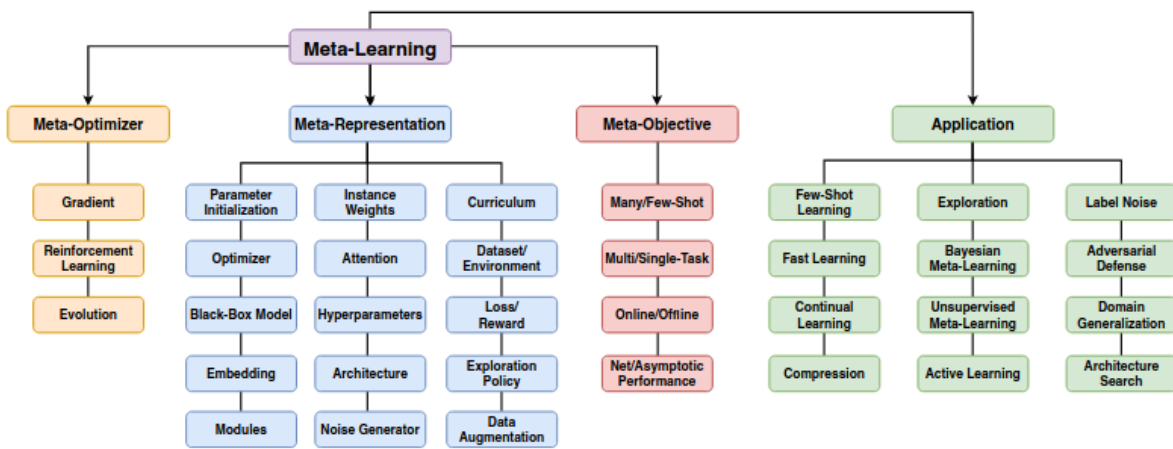 Meta-Learning
Meta-Optimizer
Meta-Representation
Meta-Objective
Application
Gradient
Reinforcement
Learning
Evolution
Parameter
Initialization
Optimizer
Black-Box Model
Embedding
Modules
Instance
Weights
Attention
Hyperparameters
Architecture
Noise Generator
Curriculum
Dataset/
Environment
Loss/
Reward
Exploration
Policy
Data
Augmentation
Many/Few-Shot
Multi/Single-Task
Online/Offline
Net/Asymptotic
Performance
Few-Shot
Learning
Fast Learning
Continual
Learning
Compression
Exploration
Bayesian
Meta-Learning
Unsupervised
Meta-Learning
Active Learning
Label Noise
Adversarial
Defense
Domain
Generalization
Architecture
Search